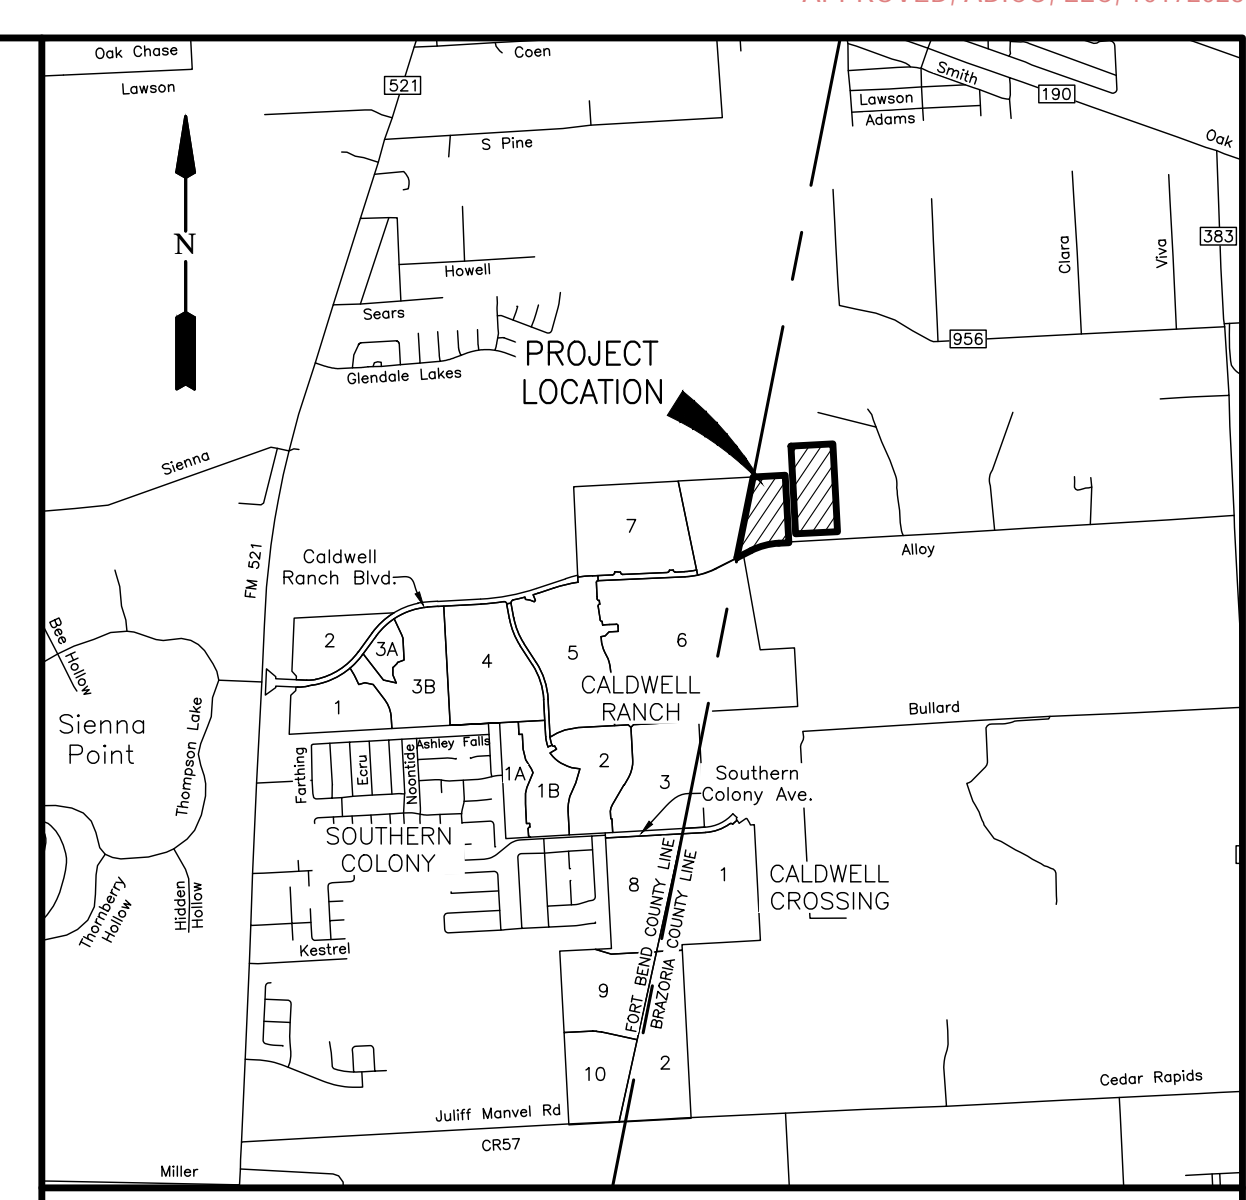 Oak Chase
Lawson
521
Coen
S Pine
Smith
190
Lawson
Adams
Oak
N
Howell
Sears
Clara
Viva
383
956
Glendale Lakes
PROJECT
LOCATION
Sienna
7
Alloy
FM 521
Caldwell
Ranch Blvd.
Bee Hollow
2
3A
3B
4
5
6
1
CALDWELL
RANCH
Sienna
Point
Thompson Lake
Bullard
Farthing
Ecru
Noontide
Ashley Falls
1A
1B
2
3
Southern
Colony Ave.
SOUTHERN
COLONY
8
1
CALDWELL
CROSSING
Thornberry
Hollow
Hidden
Hollow
Kestrel
FORT BEND COUNTY LINE
BRAZORIA COUNTY LINE
9
10
2
Juliff Manvel Rd
CR57
Cedar Rapids
Miller